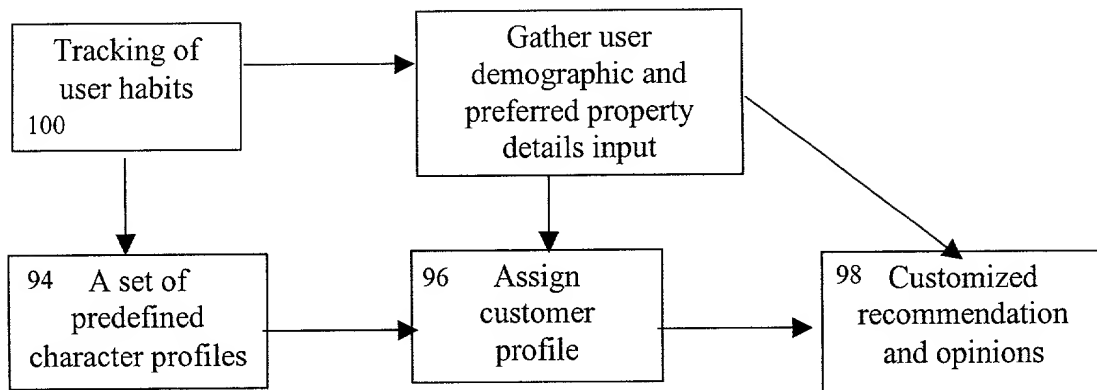 Tracking of
user habits
100
Gather user
demographic and
preferred property
details input
94 A set of
predefined
character profiles
96 Assign
customer
profile
98 Customized
recommendation
and opinions